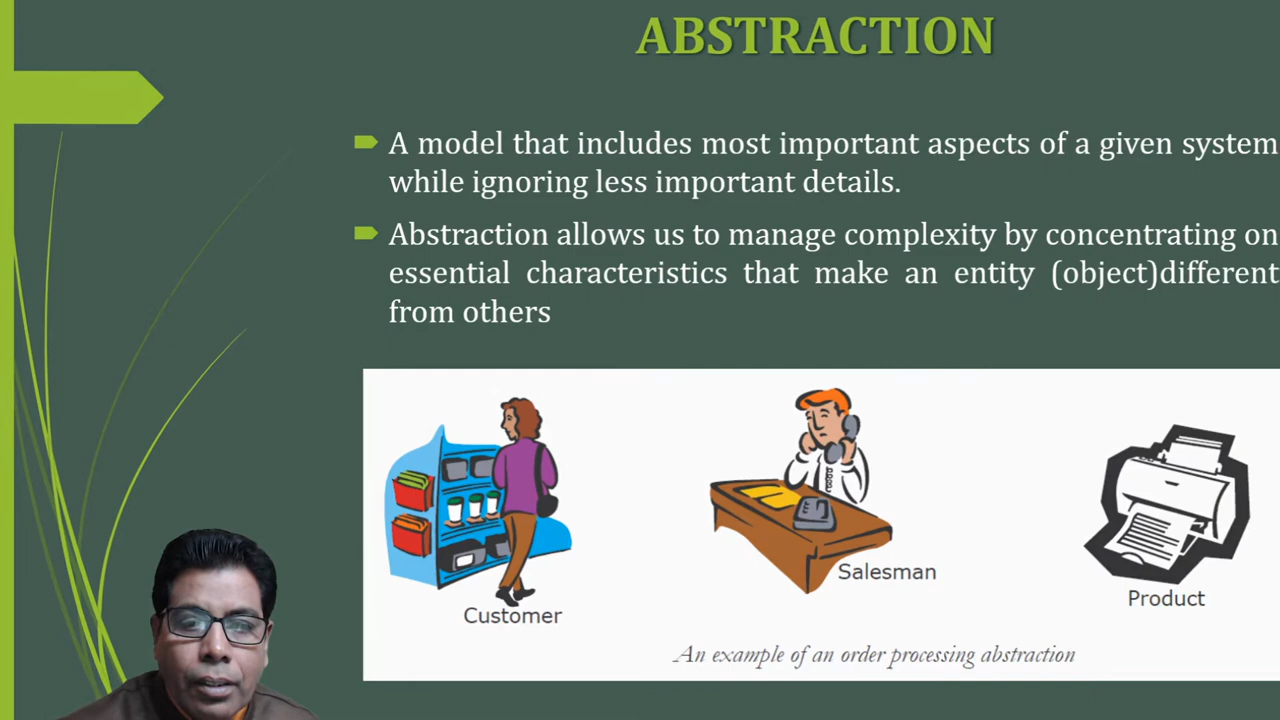 ABSTRACTION
A model that includes most important aspects of a given system
while ignoring less important details.
Abstraction allows us to manage complexity by concentrating on
essential characteristics that make an entity (object)different
from others
Customer
Salesman
Product
An example of an order processing abstraction